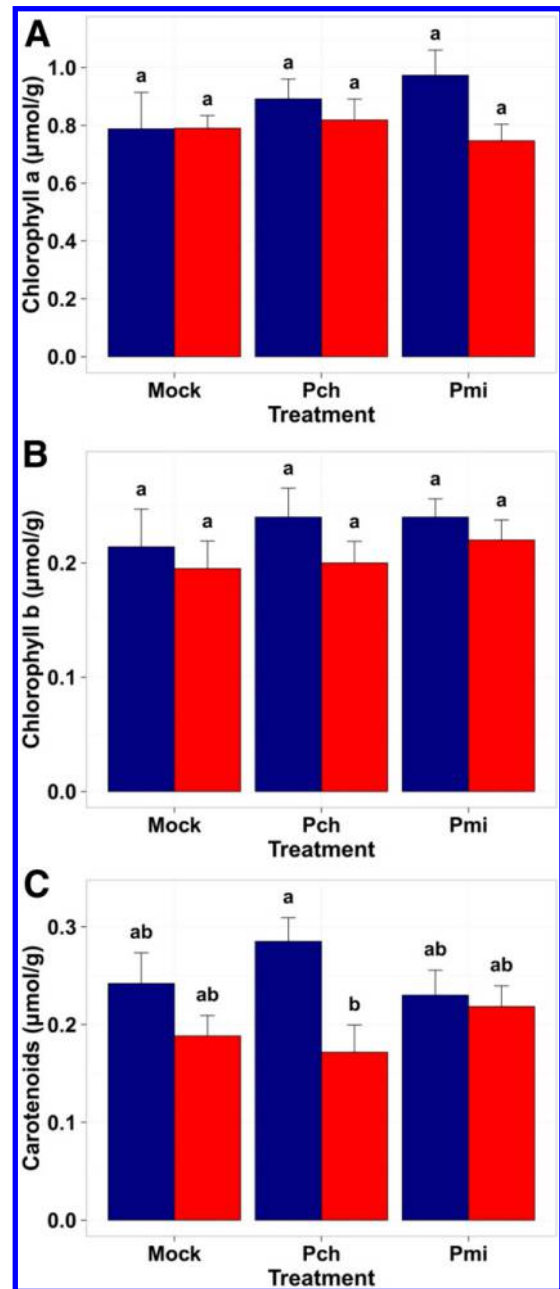 A
Chlorophyll a (μmol/g)
1.0
0.8
0.6
0.4
0.2
0.0
a a a a a a
Mock Pch Pmi
Treatment
B
Chlorophyll b (μmol/g)
0.2
0.1
0.0
a a a a a a
Mock Pch Pmi
Treatment
C
Carotenoids (μmol/g)
0.3
0.2
0.1
0.0
ab ab a b ab ab
Mock Pch Pmi
Treatment